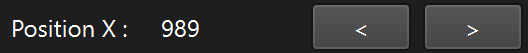 Position X : 989 < >